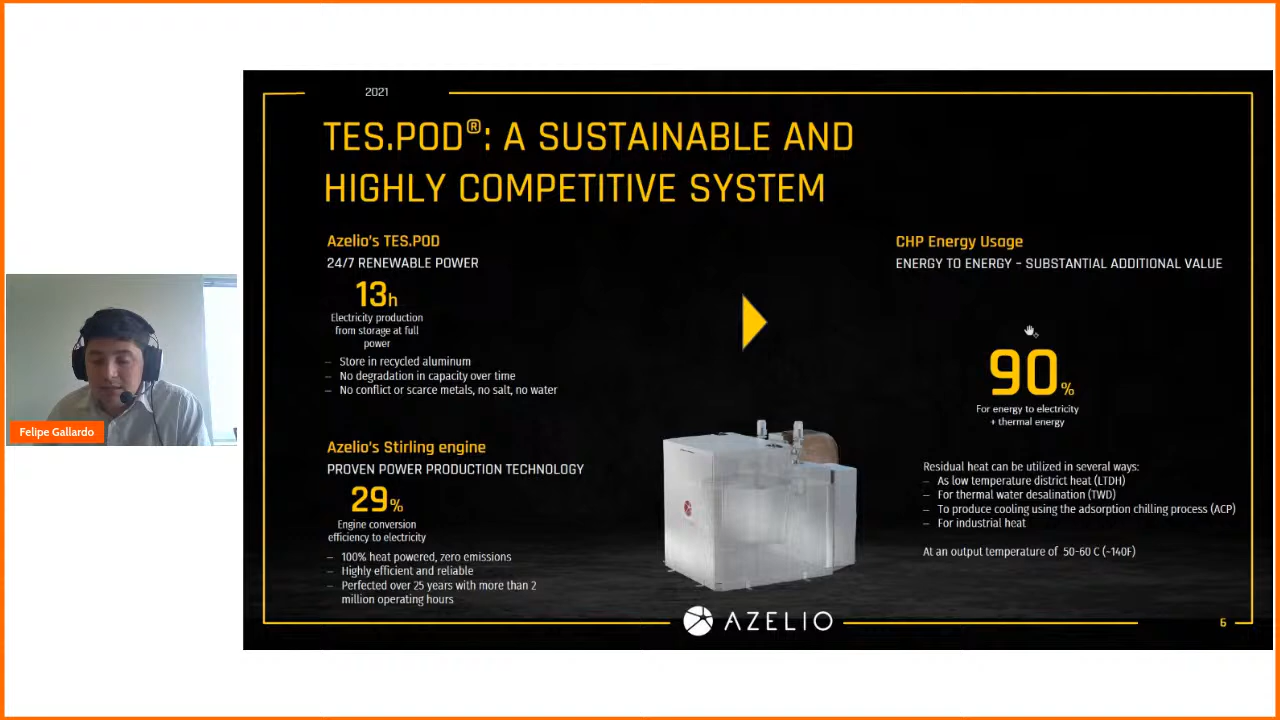 2021
TES.POD®: A SUSTAINABLE AND
HIGHLY COMPETITIVE SYSTEM
Azelio's TES.POD
24/7 RENEWABLE POWER
13h
Electricity production
from storage at full
power
– Store in recycled aluminum
– No degradation in capacity over time
– No conflict or scarce metals, no salt, no water
Azelio's Stirling engine
PROVEN POWER PRODUCTION TECHNOLOGY
29%
Engine conversion
efficiency to electricity
– 100% heat powered, zero emissions
– Highly efficient and reliable
– Perfected over 25 years with more than 2
million operating hours
CHP Energy Usage
ENERGY TO ENERGY – SUBSTANTIAL ADDITIONAL VALUE
90%
For energy to electricity
+ thermal energy
Residual heat can be utilized in several ways:
– As low temperature district heat (LTDH)
– For thermal water desalination (TWD)
– To produce cooling using the adsorption chilling process (ACP)
– For industrial heat
At an output temperature of 50-60 C (~140F)
AZELIO
6
Felipe Gallardo